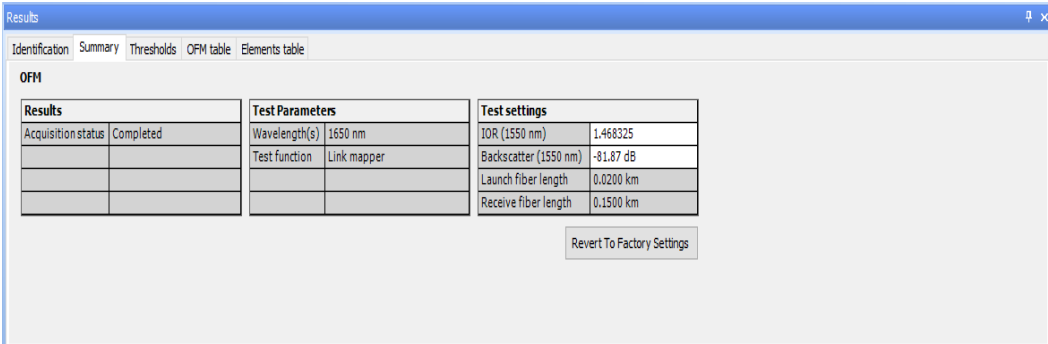 Results
Identification Summary Thresholds OFM table Elements table
OFM
Results Test Parameters Test settings
Acquisition status Completed Wavelength(s) 1650 nm IOR (1550 nm) 1.468325
Test function Link mapper Backscatter (1550 nm) -81.87 dB
Launch fiber length 0.0200 km
Receive fiber length 0.1500 km
Revert To Factory Settings